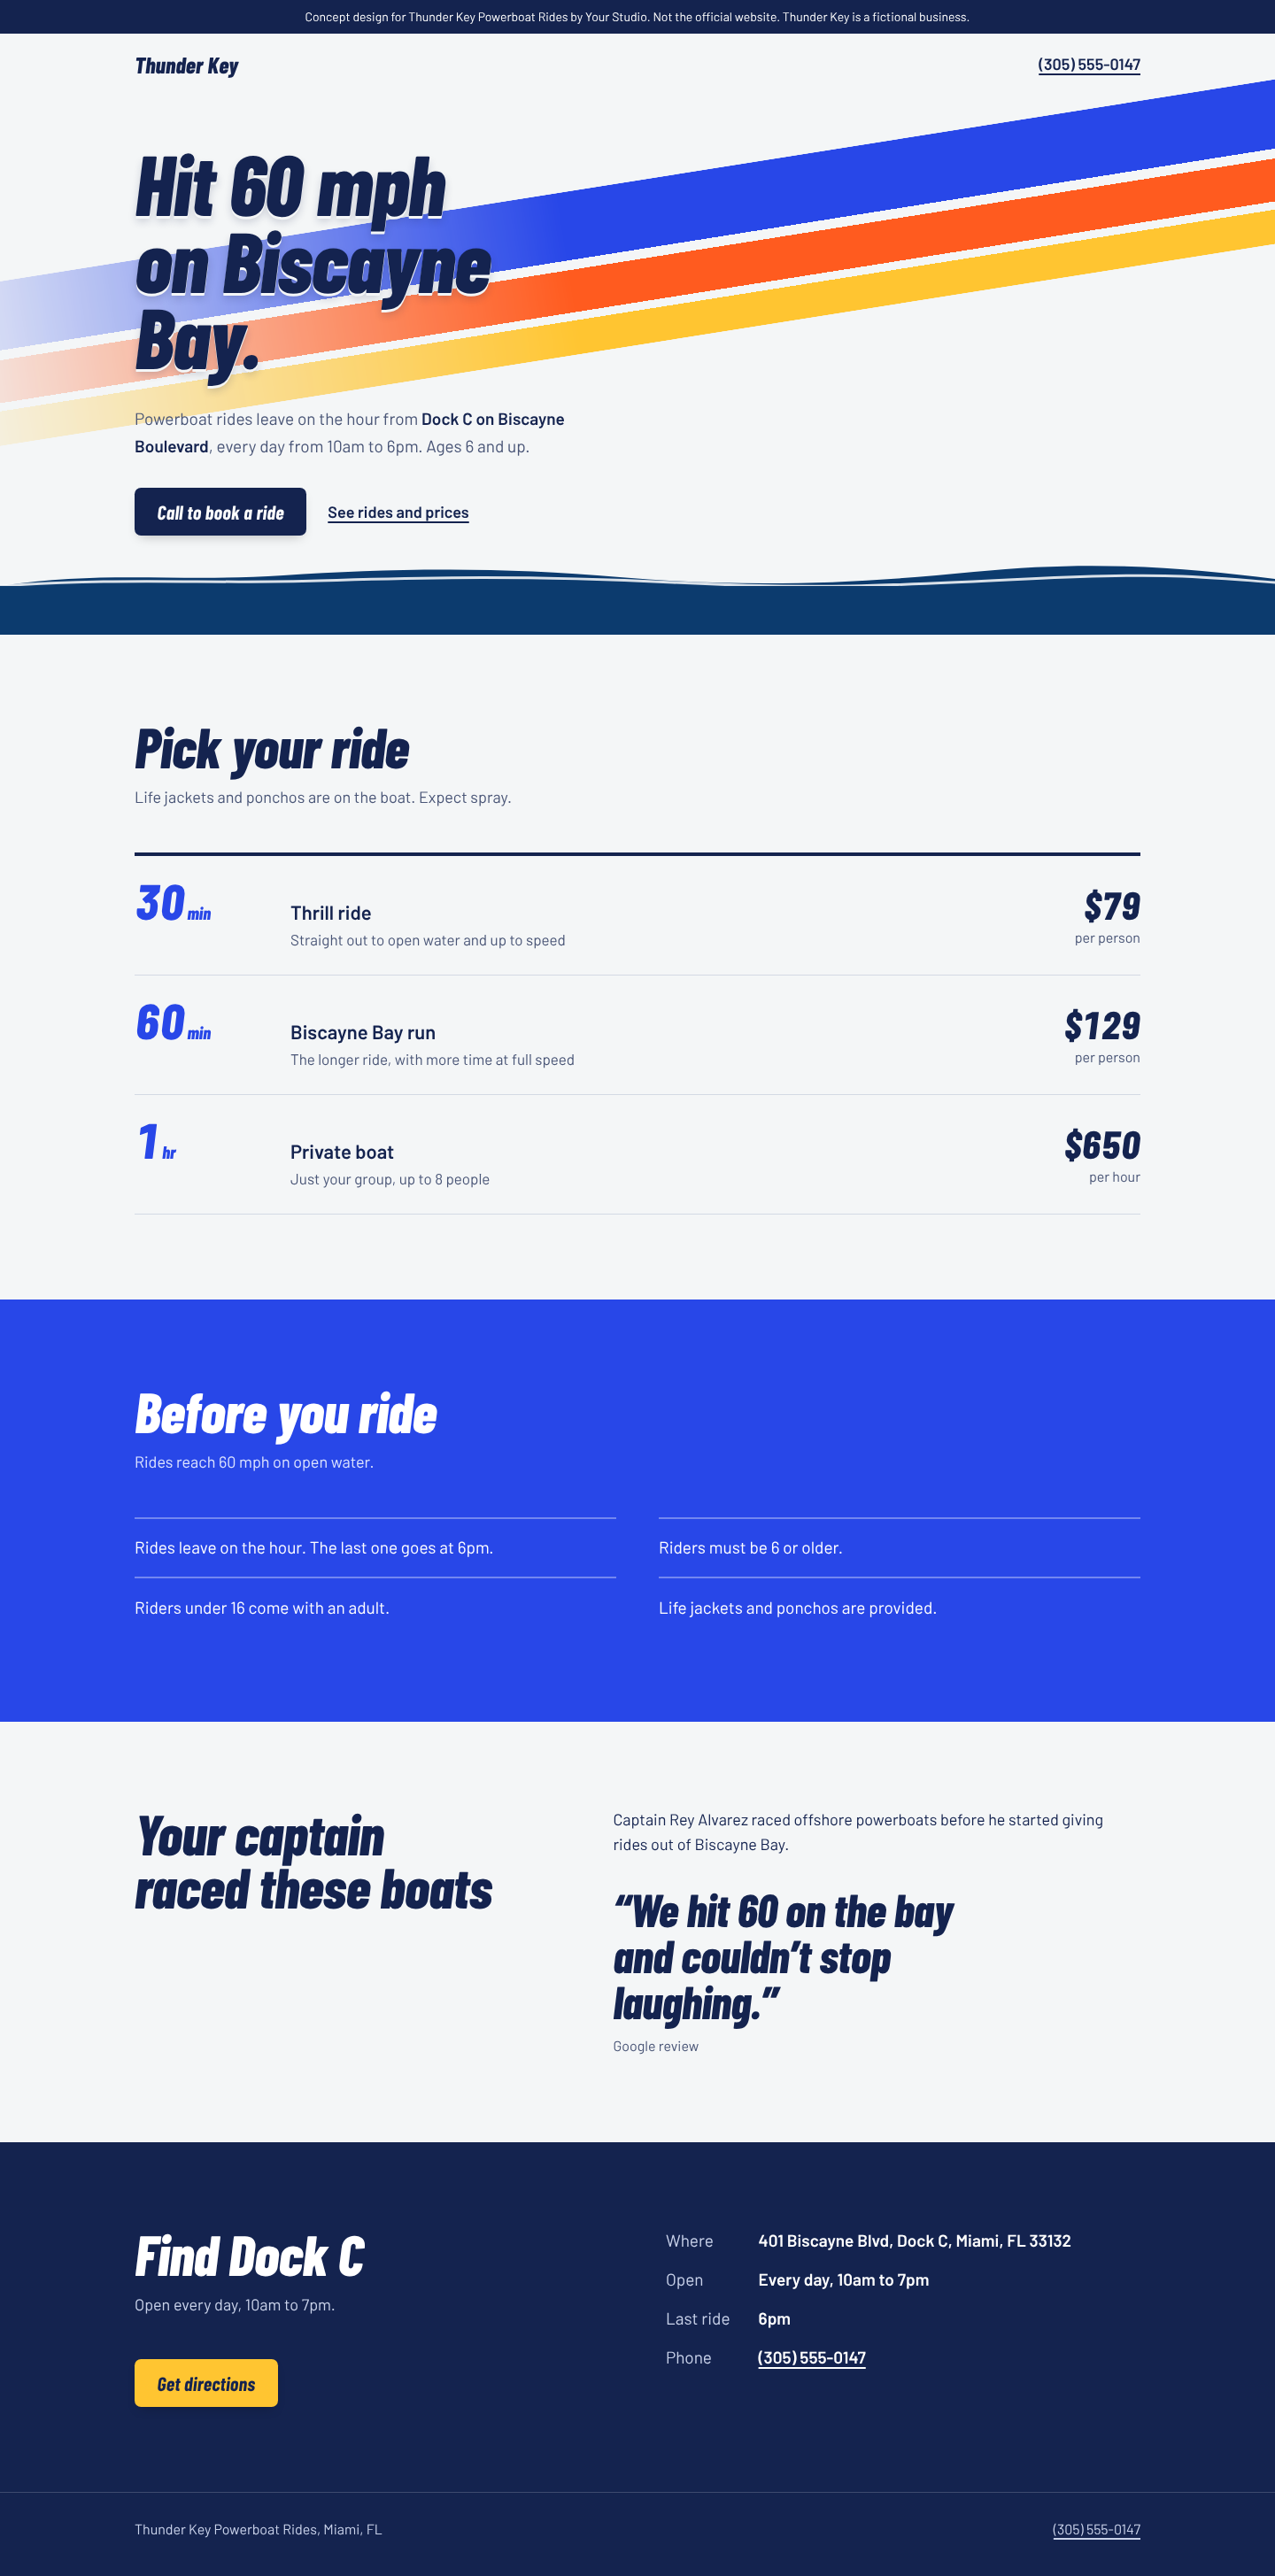 Concept design for Thunder Key Powerboat Rides by Your Studio. Not the official website. Thunder Key is a fictional business.
Thunder Key
(305) 555-0147
Hit 60 mph
on Biscayne
Bay.
Powerboat rides leave on the hour from Dock C on Biscayne
Boulevard, every day from 10am to 6pm. Ages 6 and up.
Call to book a ride
See rides and prices
Pick your ride
Life jackets and ponchos are on the boat. Expect spray.
30 min
Thrill ride
Straight out to open water and up to speed
$79
per person
60 min
Biscayne Bay run
The longer ride, with more time at full speed
$129
per person
1 hr
Private boat
Just your group, up to 8 people
$650
per hour
Before you ride
Rides reach 60 mph on open water.
Rides leave on the hour. The last one goes at 6pm.
Riders must be 6 or older.
Riders under 16 come with an adult.
Life jackets and ponchos are provided.
Your captain
raced these boats
Captain Rey Alvarez raced offshore powerboats before he started giving
rides out of Biscayne Bay.
“We hit 60 on the bay
and couldn’t stop
laughing.”
Google review
Find Dock C
Open every day, 10am to 7pm.
Get directions
Where
401 Biscayne Blvd, Dock C, Miami, FL 33132
Open
Every day, 10am to 7pm
Last ride
6pm
Phone
(305) 555-0147
Thunder Key Powerboat Rides, Miami, FL
(305) 555-0147